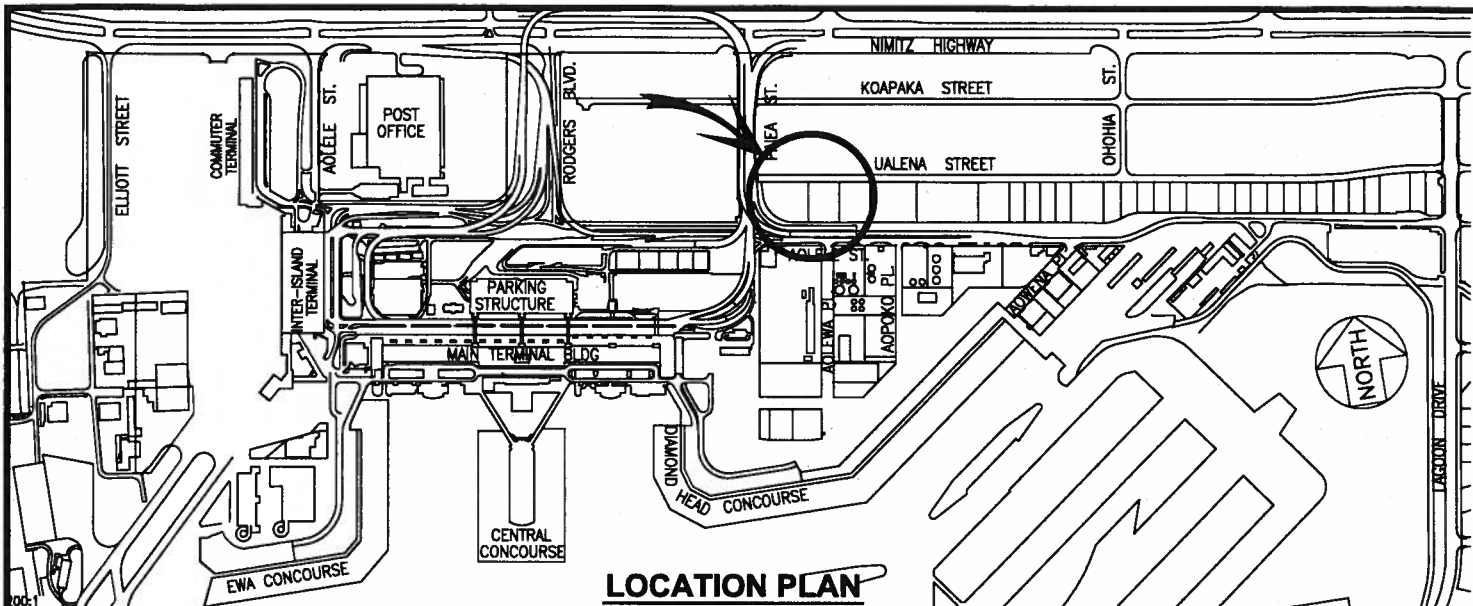 NIMITZ HIGHWAY
KOAPAKA STREET
UALENA STREET
ELLIOTT STREET
COMMUTER
TERMINAL
AOLELE ST.
POST
OFFICE
RODGERS BLVD.
ST.
OHOHIA ST.
INTER-ISLAND
TERMINAL
PARKING
STRUCTURE
MAIN TERMINAL BLDG
ST.
AOLEWA PL.
AOPOKO PL.
AOWENA PL.
NORTH
LAGOON DRIVE
DIAMOND HEAD CONCOURSE
CENTRAL
CONCOURSE
EWA CONCOURSE
LOCATION PLAN